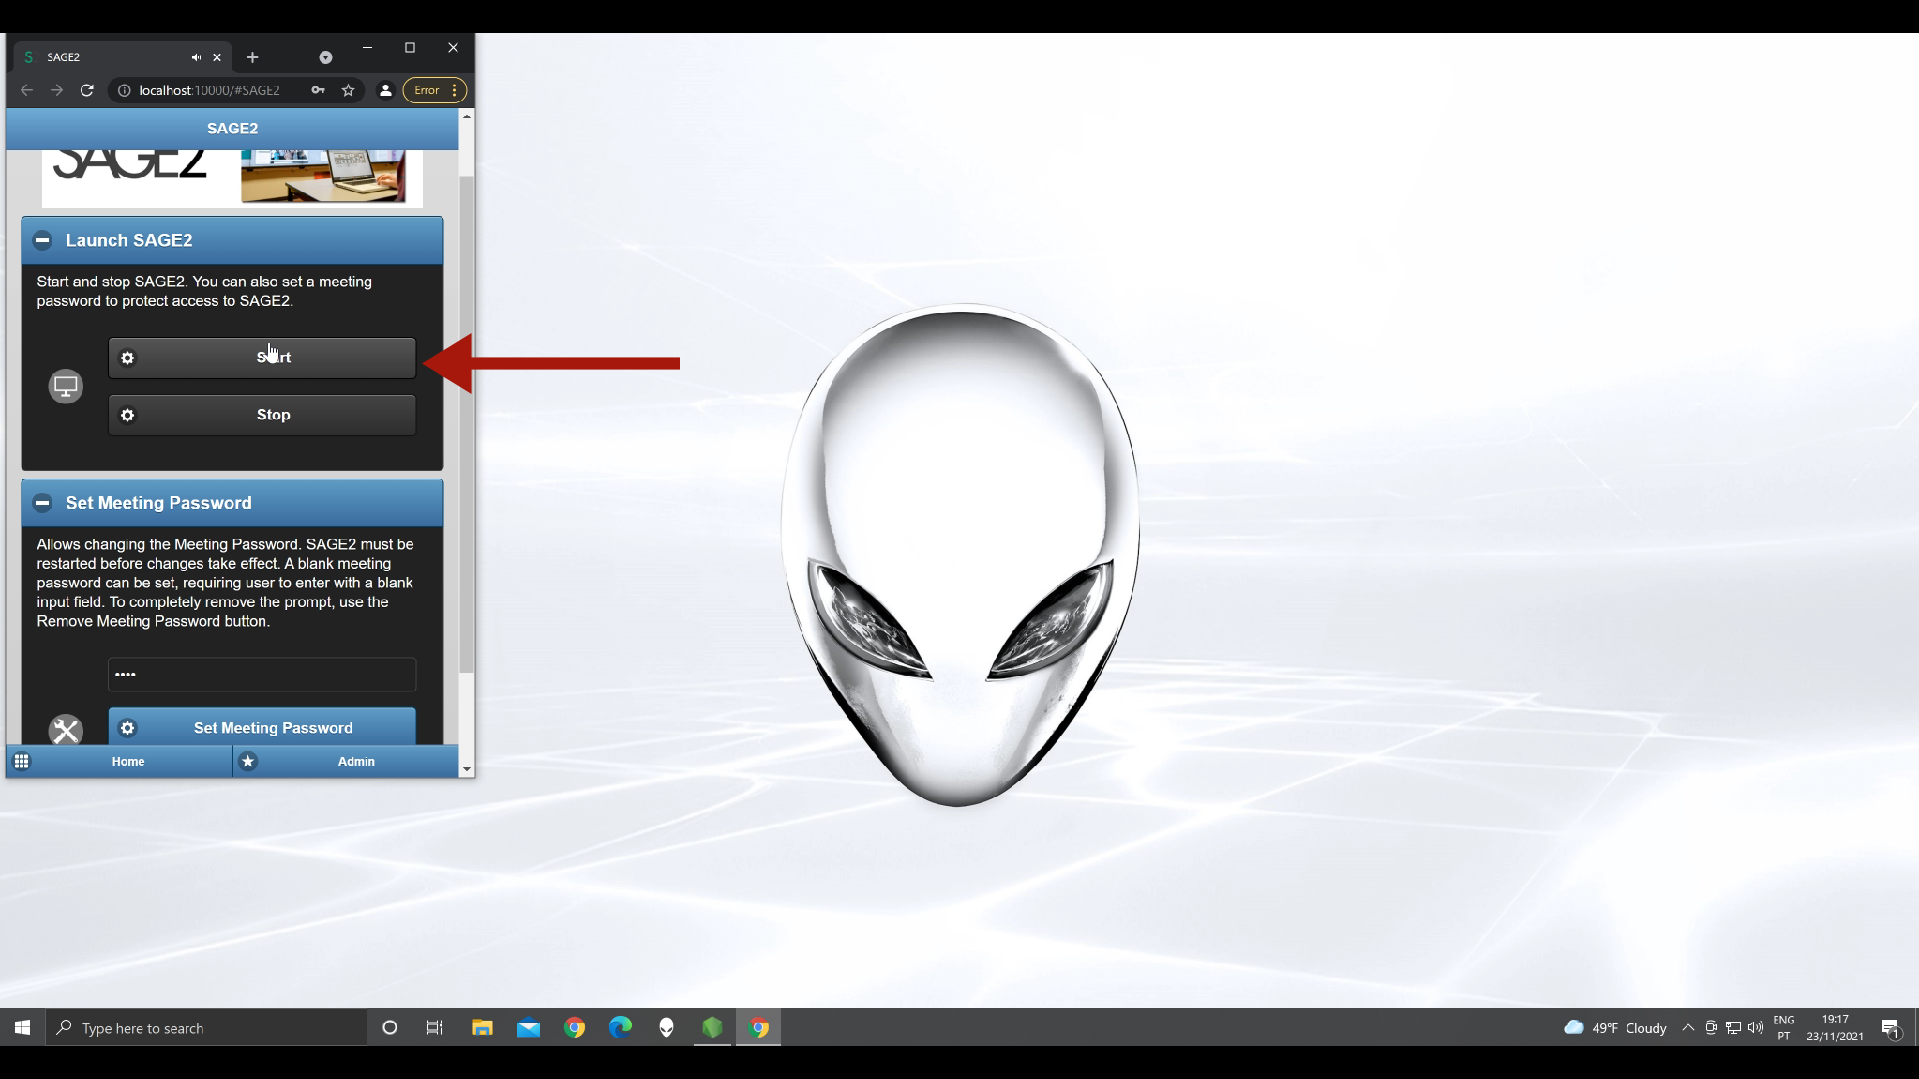 SAGE2
localhost:10000/#SAGE2
Error
SAGE2
SAGE2
Launch SAGE2
Start and stop SAGE2. You can also set a meeting
password to protect access to SAGE2.
Start
Stop
Set Meeting Password
Allows changing the Meeting Password. SAGE2 must be
restarted before changes take effect. A blank meeting
password can be set, requiring user to enter with a blank
input field. To completely remove the prompt, use the
Remove Meeting Password button.
••••
Set Meeting Password
Home
Admin
Type here to search
49°F Cloudy
ENG
PT
19:17
23/11/2021
1